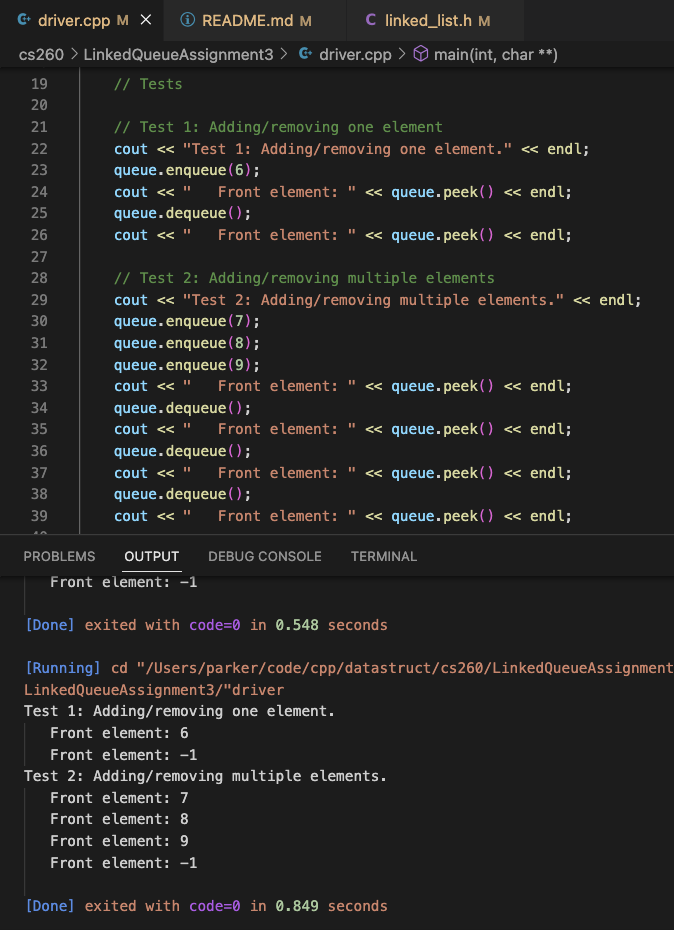 driver.cpp M README.md M linked_list.h M
cs260 > LinkedQueueAssignment3 > driver.cpp > main(int, char **)
19 // Tests
20
21 // Test 1: Adding/removing one element
22 cout << "Test 1: Adding/removing one element." << endl;
23 queue.enqueue(6);
24 cout << "   Front element: " << queue.peek() << endl;
25 queue.dequeue();
26 cout << "   Front element: " << queue.peek() << endl;
27
28 // Test 2: Adding/removing multiple elements
29 cout << "Test 2: Adding/removing multiple elements." << endl;
30 queue.enqueue(7);
31 queue.enqueue(8);
32 queue.enqueue(9);
33 cout << "   Front element: " << queue.peek() << endl;
34 queue.dequeue();
35 cout << "   Front element: " << queue.peek() << endl;
36 queue.dequeue();
37 cout << "   Front element: " << queue.peek() << endl;
38 queue.dequeue();
39 cout << "   Front element: " << queue.peek() << endl;
PROBLEMS OUTPUT DEBUG CONSOLE TERMINAL
Front element: -1
[Done] exited with code=0 in 0.548 seconds
[Running] cd "/Users/parker/code/cpp/datastruct/cs260/LinkedQueueAssignment
LinkedQueueAssignment3/"driver
Test 1: Adding/removing one element.
Front element: 6
Front element: -1
Test 2: Adding/removing multiple elements.
Front element: 7
Front element: 8
Front element: 9
Front element: -1
[Done] exited with code=0 in 0.849 seconds